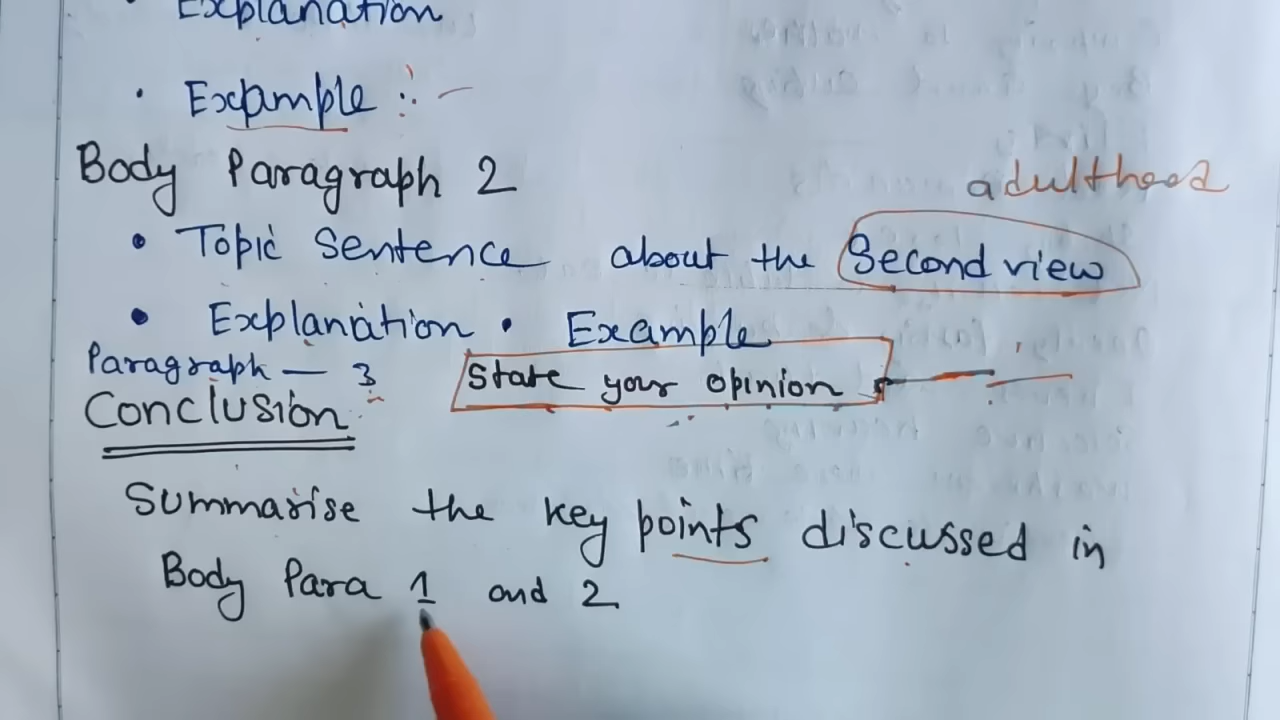 • Explanation
• Example :-
Body Paragraph 2
adulthood
• Topic Sentence about the Second view
• Explanation • Example
Paragraph — 3 State your opinion
Conclusion
Summarise the key points discussed in
Body Para 1 and 2